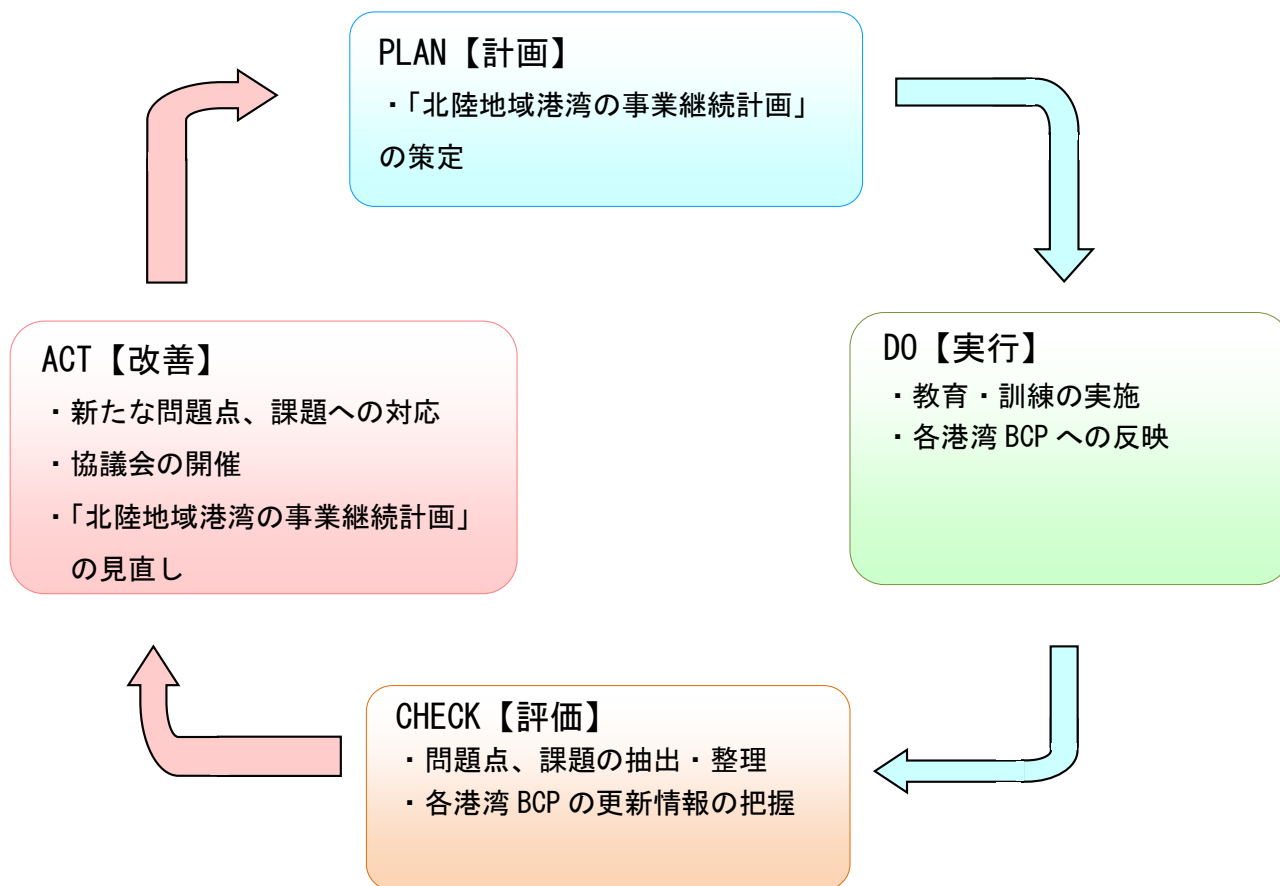 PLAN【計画】
・「北陸地域港湾の事業継続計画」
の策定
DO【実行】
・教育・訓練の実施
・各港湾 BCP への反映
CHECK【評価】
・問題点、課題の抽出・整理
・各港湾 BCP の更新情報の把握
ACT【改善】
・新たな問題点、課題への対応
・協議会の開催
・「北陸地域港湾の事業継続計画」
の見直し